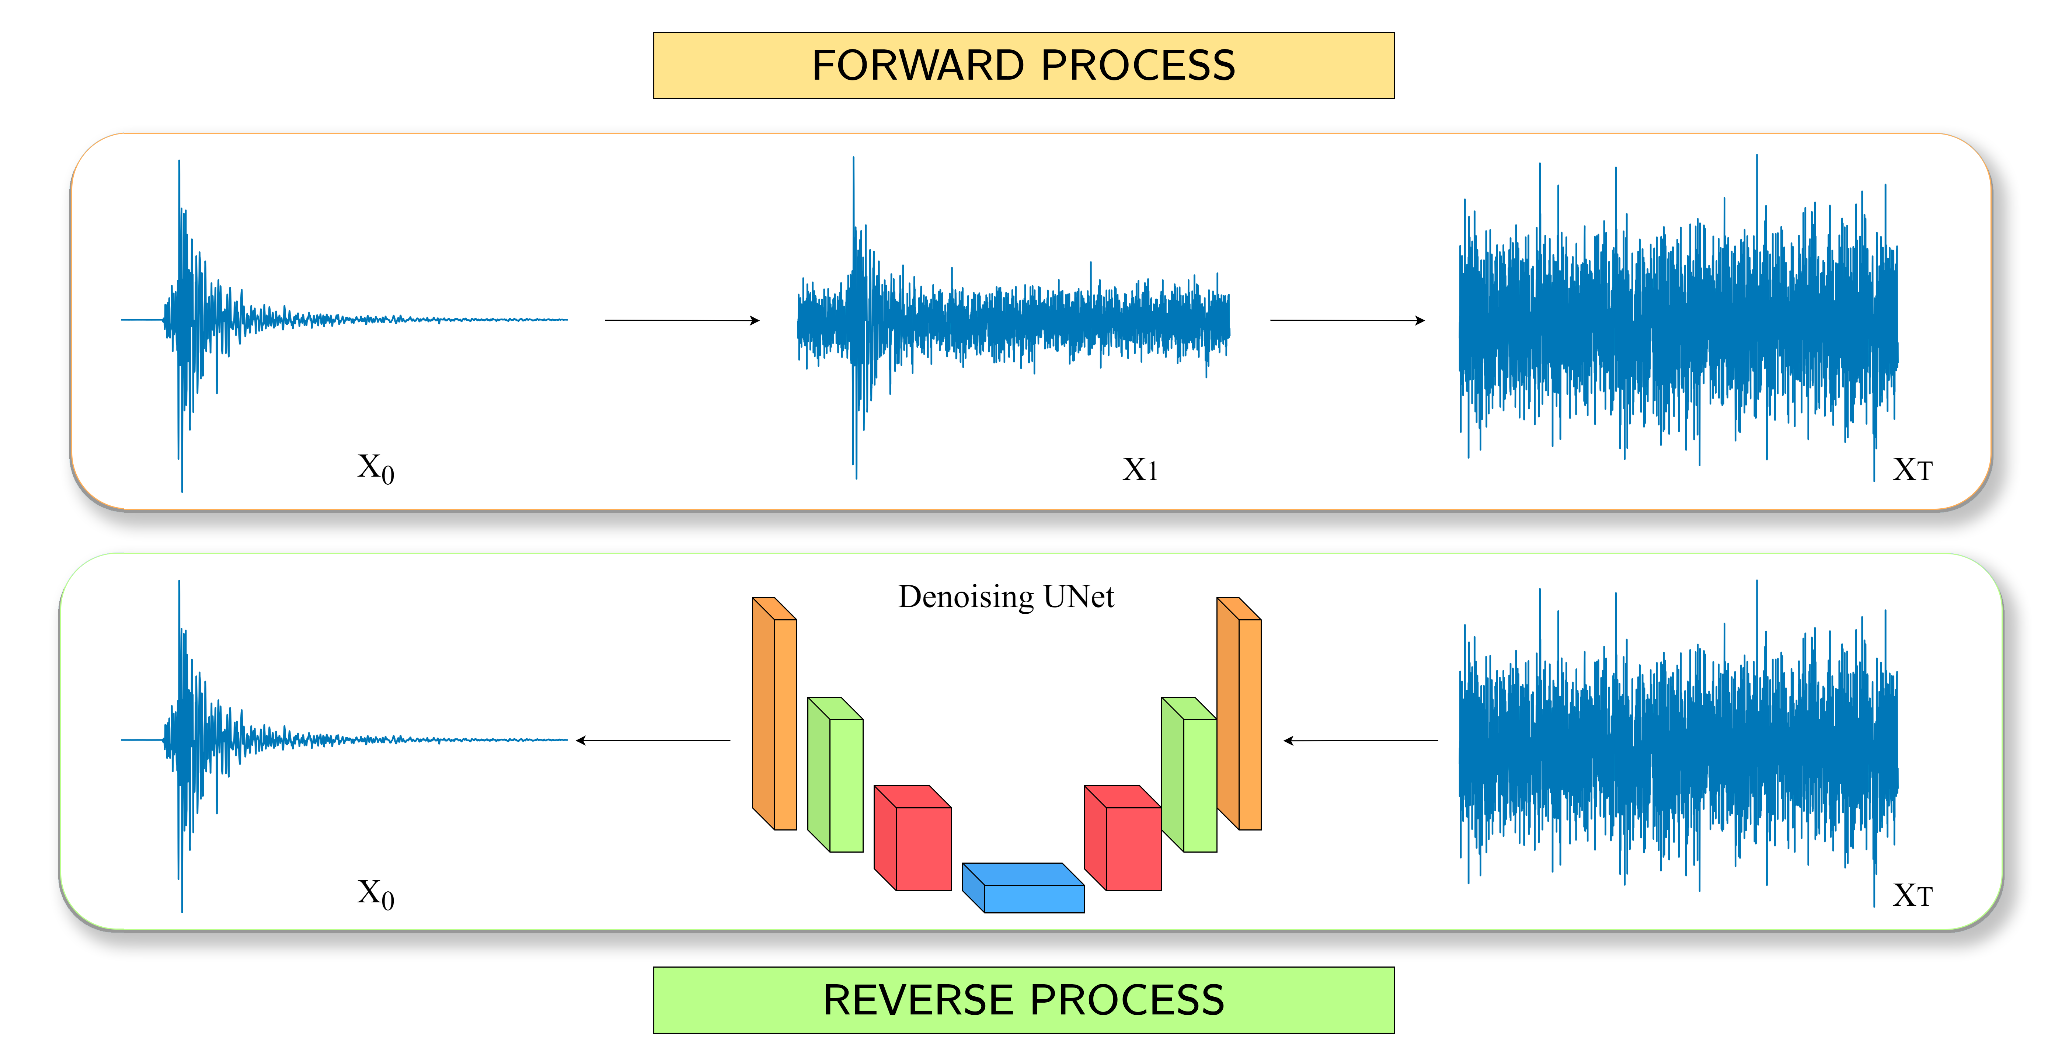 FORWARD PROCESS
X0
X1
XT
Denoising UNet
X0
XT
REVERSE PROCESS